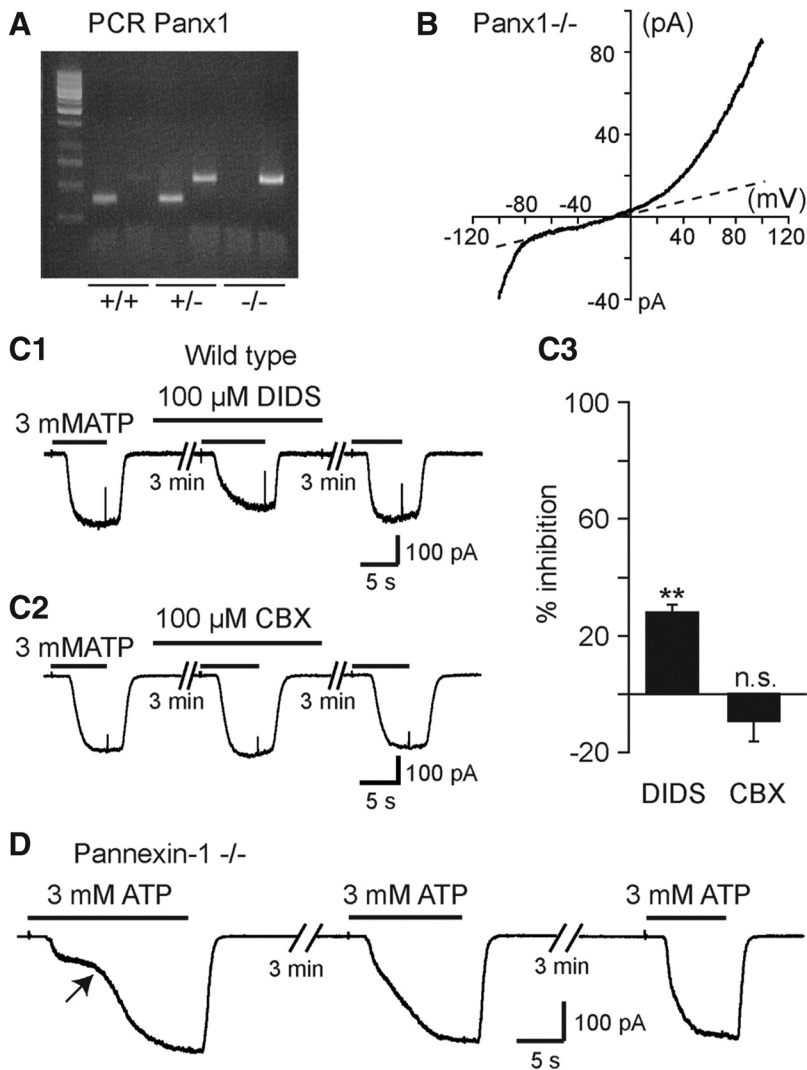 A
PCR Panx1
+/+ +/- -/-
B
Panx1-/-
(pA)
80
40
-80 -40
(mV)
-120 40 80 120
-40 pA
C1
Wild type
100 µM DIDS
3 mMATP
3 min 3 min
100 pA
5 s
C2
100 µM CBX
3 mMATP
3 min 3 min
100 pA
5 s
C3
100
60
20
-20
% inhibition
**
n.s.
DIDS CBX
D
Pannexin-1 -/-
3 mM ATP 3 mM ATP 3 mM ATP
3 min 3 min
100 pA
5 s